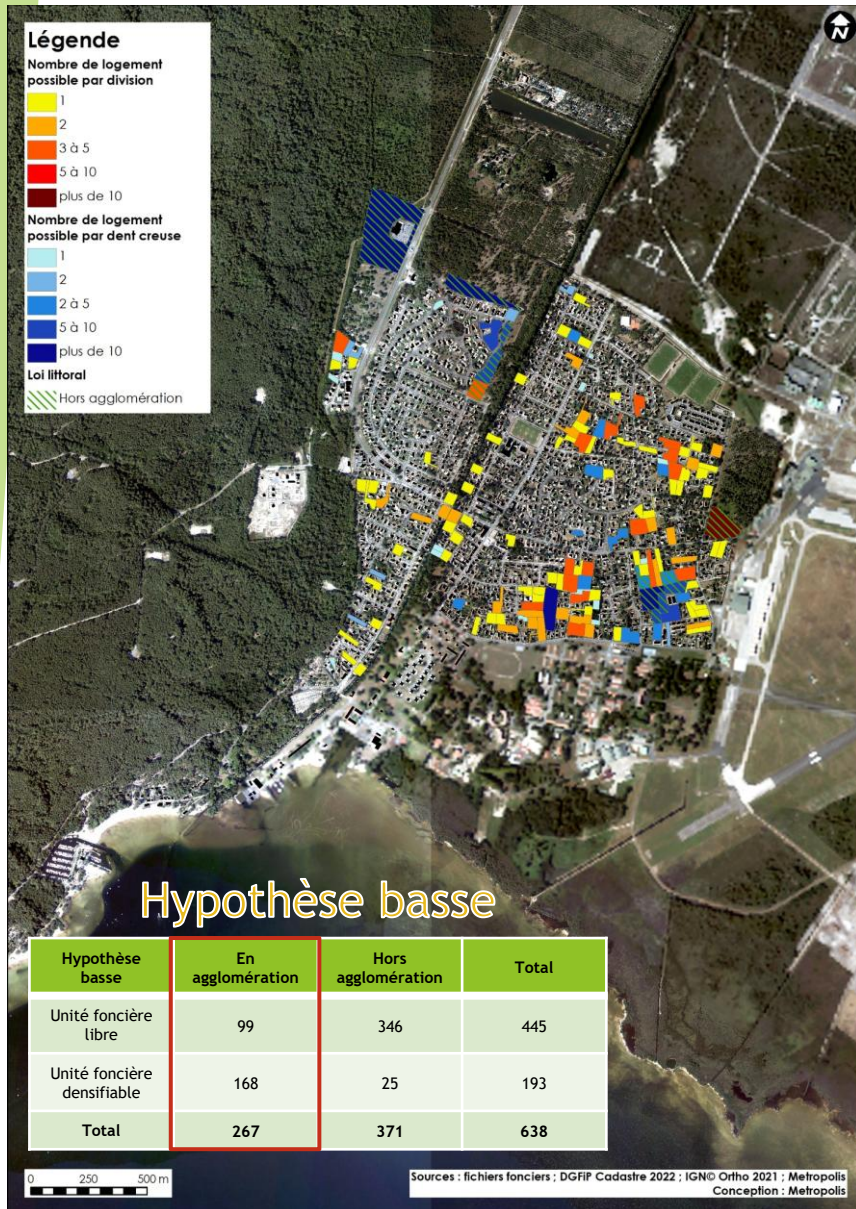 N
Légende
Nombre de logement
possible par division
1
2
3 à 5
5 à 10
plus de 10
Nombre de logement
possible par dent creuse
1
2
2 à 5
5 à 10
plus de 10
Loi littoral
Hors agglomération
Hypothèse basse
Hypothèse
basse
En
agglomération
Hors
agglomération
Total
Unité foncière
libre
99
346
445
Unité foncière
densifiable
168
25
193
Total
267
371
638
0 250 500 m
Sources : fichiers fonciers ; DGFiP Cadastre 2022 ; IGN© Ortho 2021 ; Metropolis
Conception : Metropolis